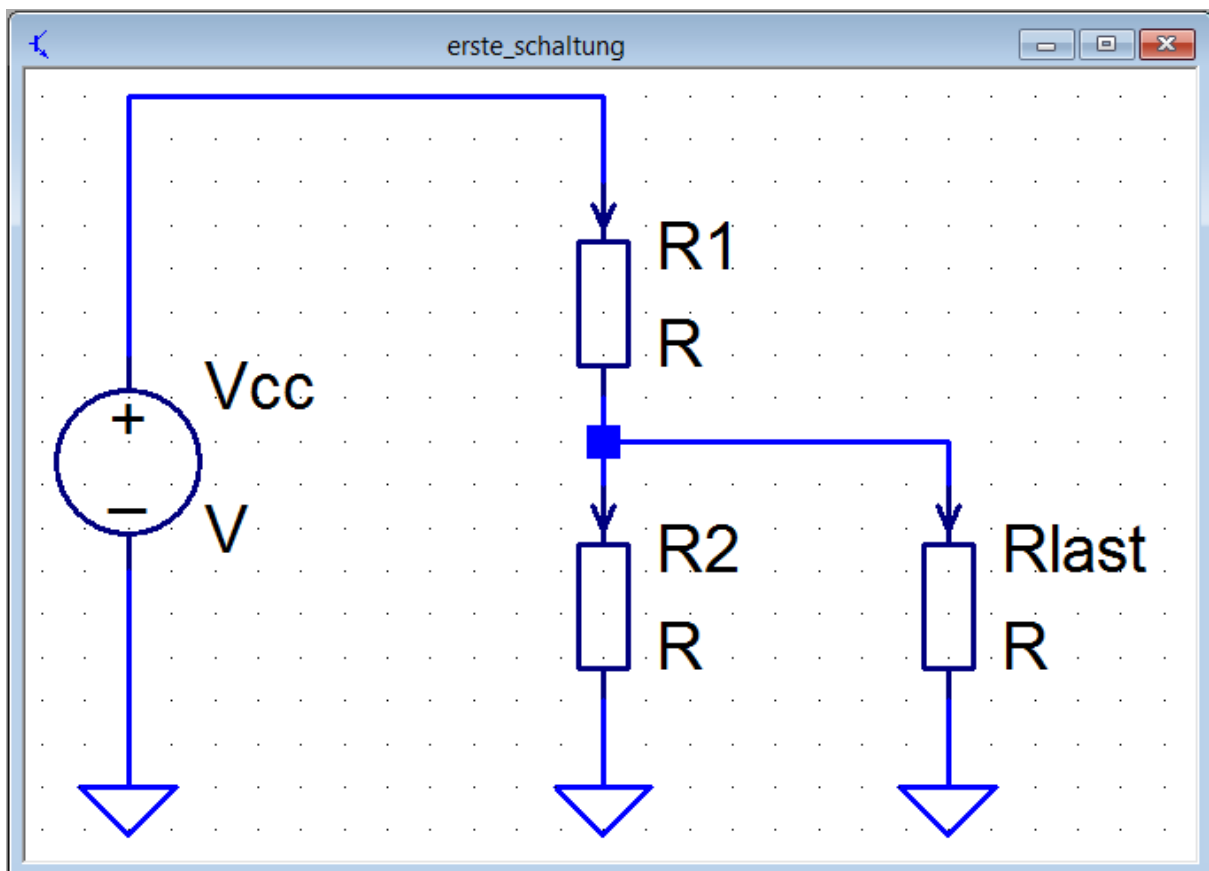 erste_schaltung
R1
R
Vcc
+
−
V
R2
R
Rlast
R